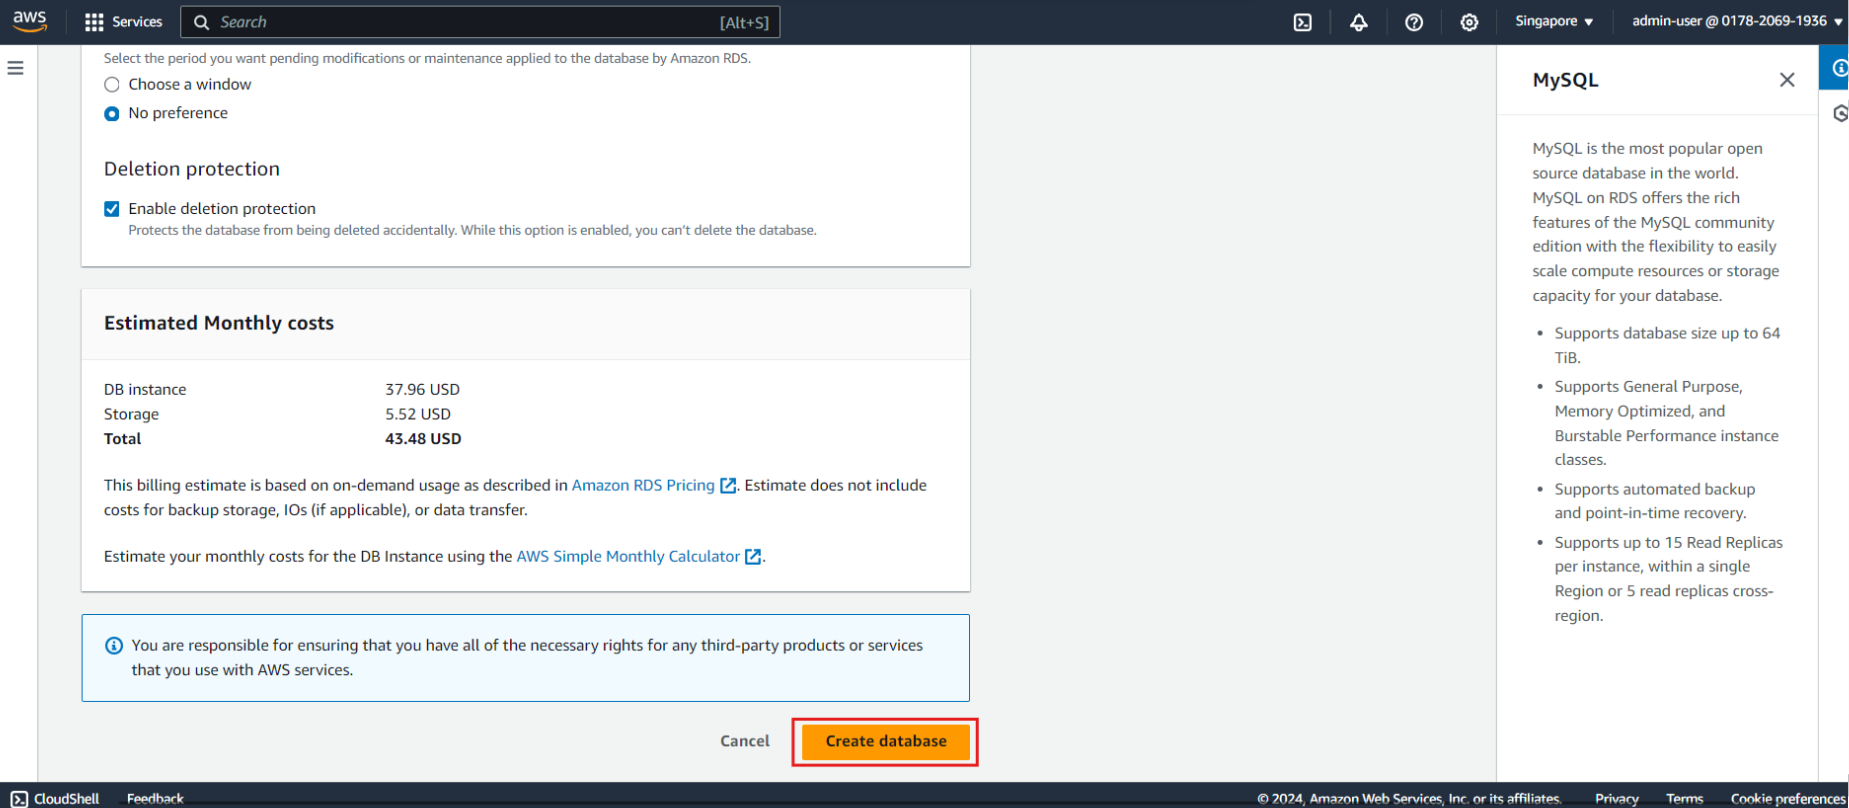 aws
Services
Search
[Alt+S]
Singapore
admin-user @ 0178-2069-1936
Select the period you want pending modifications or maintenance applied to the database by Amazon RDS.
Choose a window
No preference
Deletion protection
Enable deletion protection
Protects the database from being deleted accidentally. While this option is enabled, you can't delete the database.
Estimated Monthly costs
DB instance 37.96 USD
Storage 5.52 USD
Total 43.48 USD
This billing estimate is based on on-demand usage as described in Amazon RDS Pricing. Estimate does not include
costs for backup storage, IOs (if applicable), or data transfer.
Estimate your monthly costs for the DB Instance using the AWS Simple Monthly Calculator.
You are responsible for ensuring that you have all of the necessary rights for any third-party products or services
that you use with AWS services.
Cancel
Create database
MySQL
MySQL is the most popular open
source database in the world.
MySQL on RDS offers the rich
features of the MySQL community
edition with the flexibility to easily
scale compute resources or storage
capacity for your database.
• Supports database size up to 64
TiB.
• Supports General Purpose,
Memory Optimized, and
Burstable Performance instance
classes.
• Supports automated backup
and point-in-time recovery.
• Supports up to 15 Read Replicas
per instance, within a single
Region or 5 read replicas cross-
region.
CloudShell
Feedback
© 2024, Amazon Web Services, Inc. or its affiliates.
Privacy
Terms
Cookie preferences